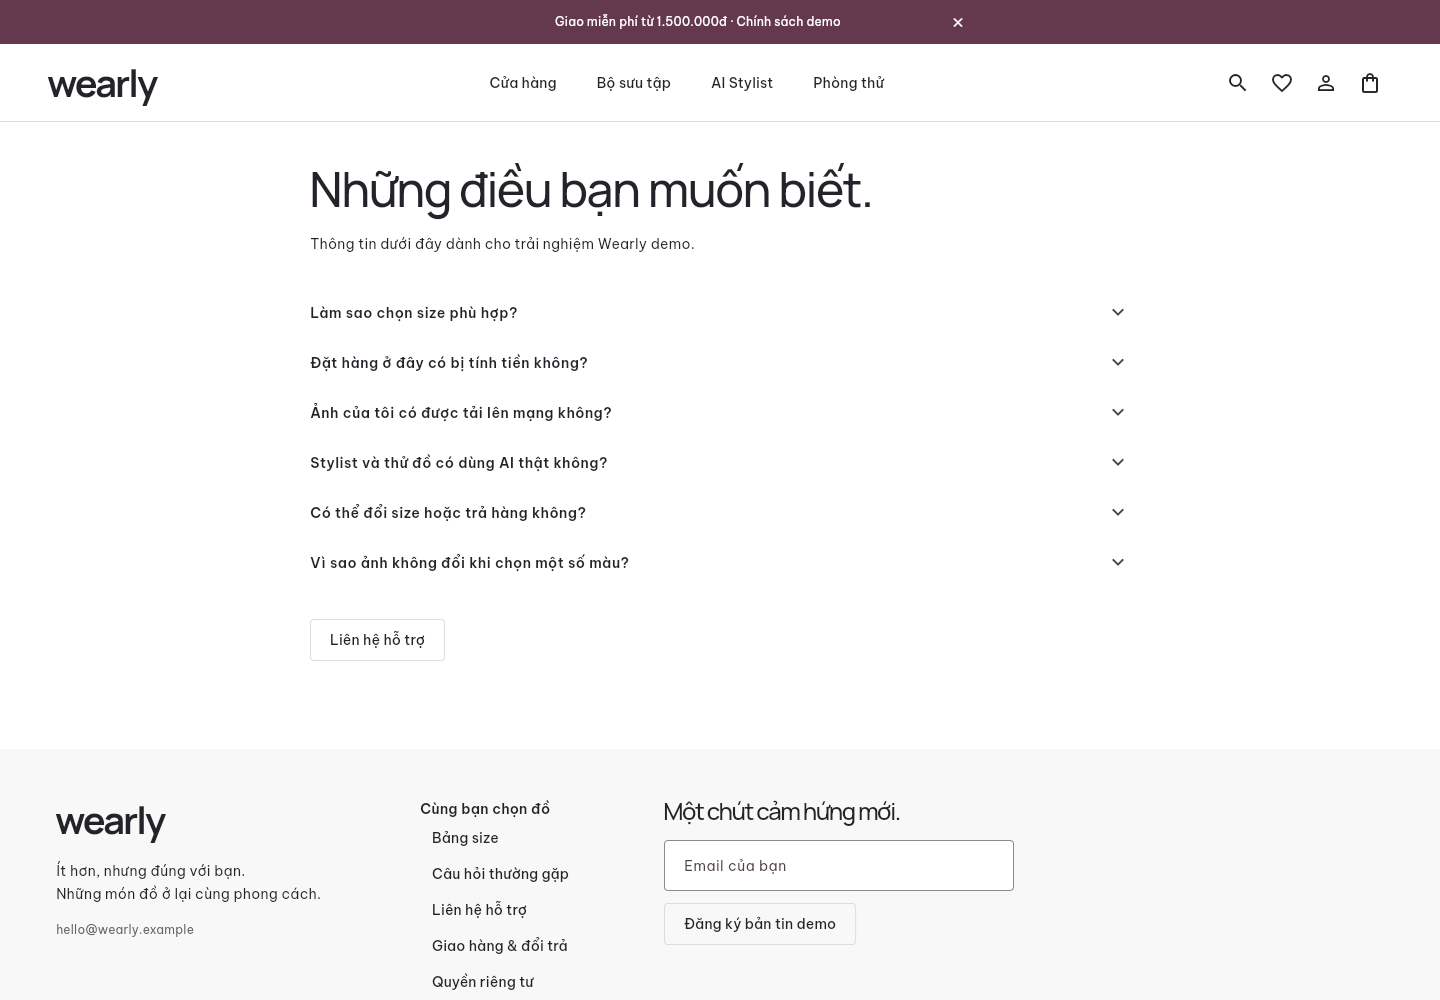 Giao miễn phí từ 1.500.000đ · Chính sách demo
wearly
Cửa hàng
Bộ sưu tập
AI Stylist
Phòng thử
Những điều bạn muốn biết.
Thông tin dưới đây dành cho trải nghiệm Wearly demo.
Làm sao chọn size phù hợp?
Đặt hàng ở đây có bị tính tiền không?
Ảnh của tôi có được tải lên mạng không?
Stylist và thử đồ có dùng AI thật không?
Có thể đổi size hoặc trả hàng không?
Vì sao ảnh không đổi khi chọn một số màu?
Liên hệ hỗ trợ
wearly
Ít hơn, nhưng đúng với bạn.
Những món đồ ở lại cùng phong cách.
hello@wearly.example
Cùng bạn chọn đồ
Bảng size
Câu hỏi thường gặp
Liên hệ hỗ trợ
Giao hàng & đổi trả
Quyền riêng tư
Một chút cảm hứng mới.
Email của bạn
Đăng ký bản tin demo